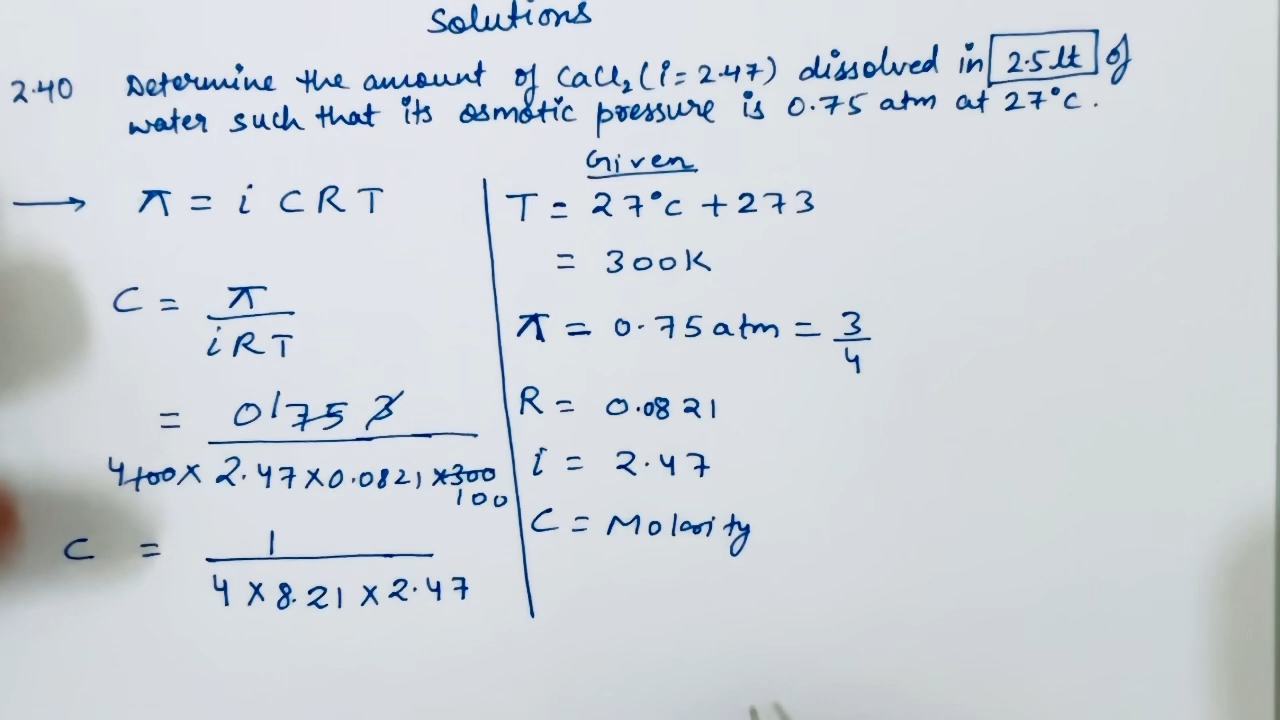 Solutions
2.40 Determine the amount of CaCl₂ (i = 2.47) dissolved in 2.5 lt of
water such that its osmotic pressure is 0.75 atm at 27°C.
→ π = i C R T
C = π / iRT
= 0.75 3 / 4 100 × 2.47 × 0.0821 × 300 100
C = 1 / 4 × 8.21 × 2.47
Given
T = 27°C + 273
= 300K
π = 0.75 atm = 3/4
R = 0.0821
i = 2.47
C = Molarity